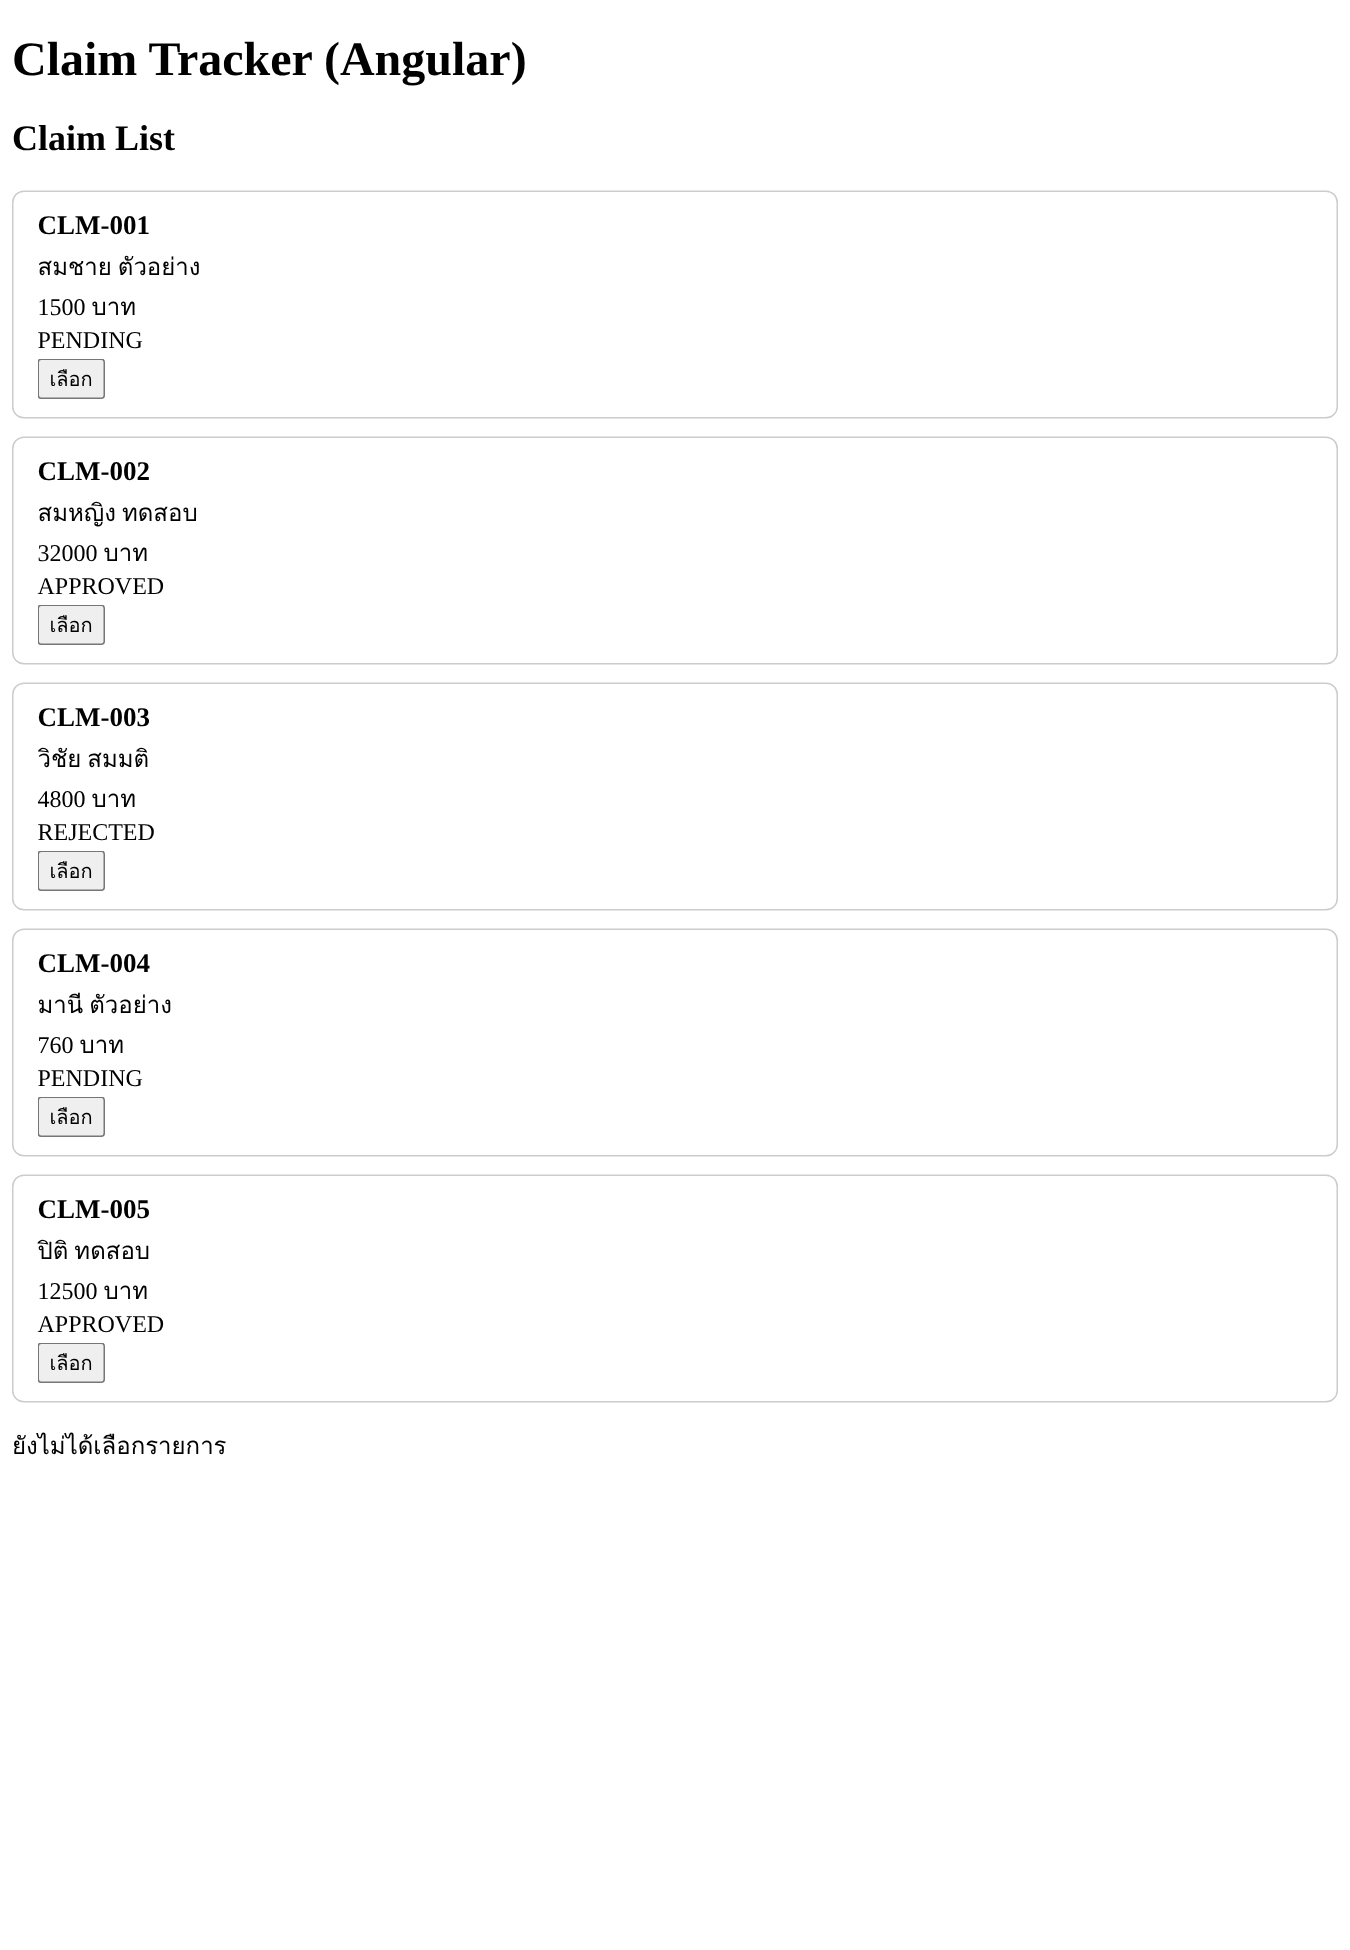 Claim Tracker (Angular)
Claim List
CLM-001
สมชาย ตัวอย่าง
1500 บาท
PENDING
เลือก
CLM-002
สมหญิง ทดสอบ
32000 บาท
APPROVED
เลือก
CLM-003
วิชัย สมมติ
4800 บาท
REJECTED
เลือก
CLM-004
มานี ตัวอย่าง
760 บาท
PENDING
เลือก
CLM-005
ปิติ ทดสอบ
12500 บาท
APPROVED
เลือก
ยังไม่ได้เลือกรายการ